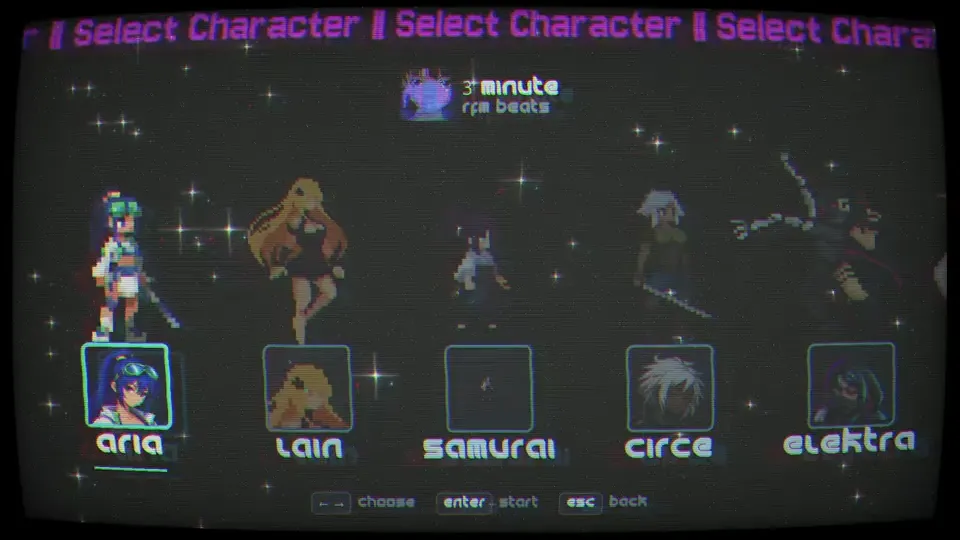 r || Select Character || Select Character || Select Chara
3 minute
rfm beats
aria
Lain
samurai
circe
elektra
← → choose enter start esc back